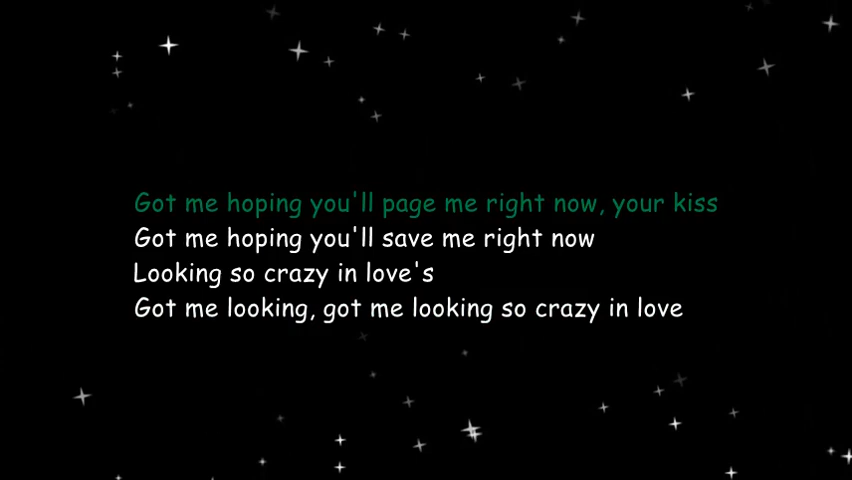 Got me hoping you'll page me right now, your kiss
Got me hoping you'll save me right now
Looking so crazy in love's
Got me looking, got me looking so crazy in love